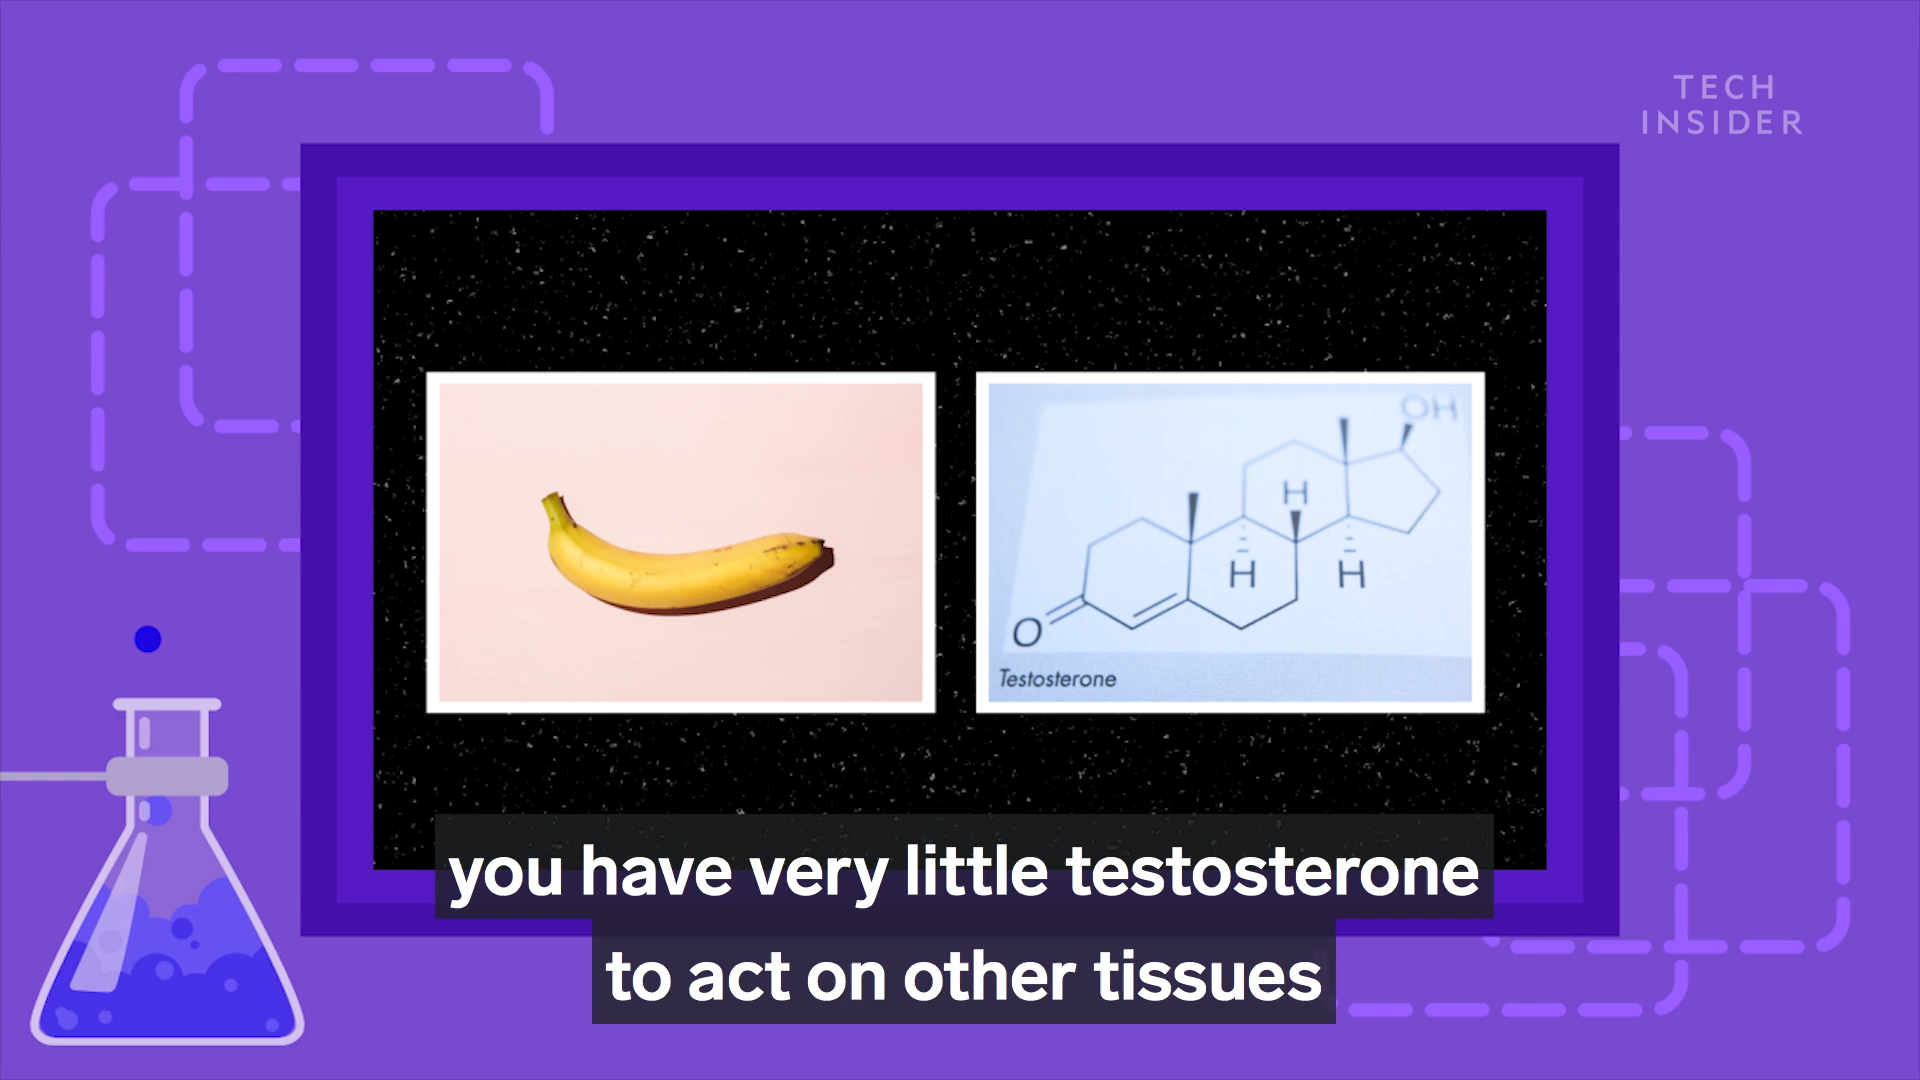 TECH
INSIDER
OH
H
H
H
O
Testosterone
you have very little testosterone
to act on other tissues